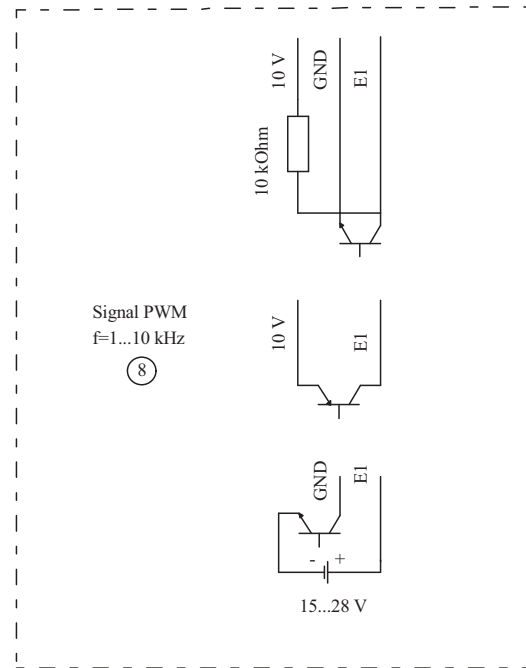 10 V
GND
E1
10 kOhm
Signal PWM
f=1...10 kHz
8
10 V
E1
GND
E1
- +
15...28 V